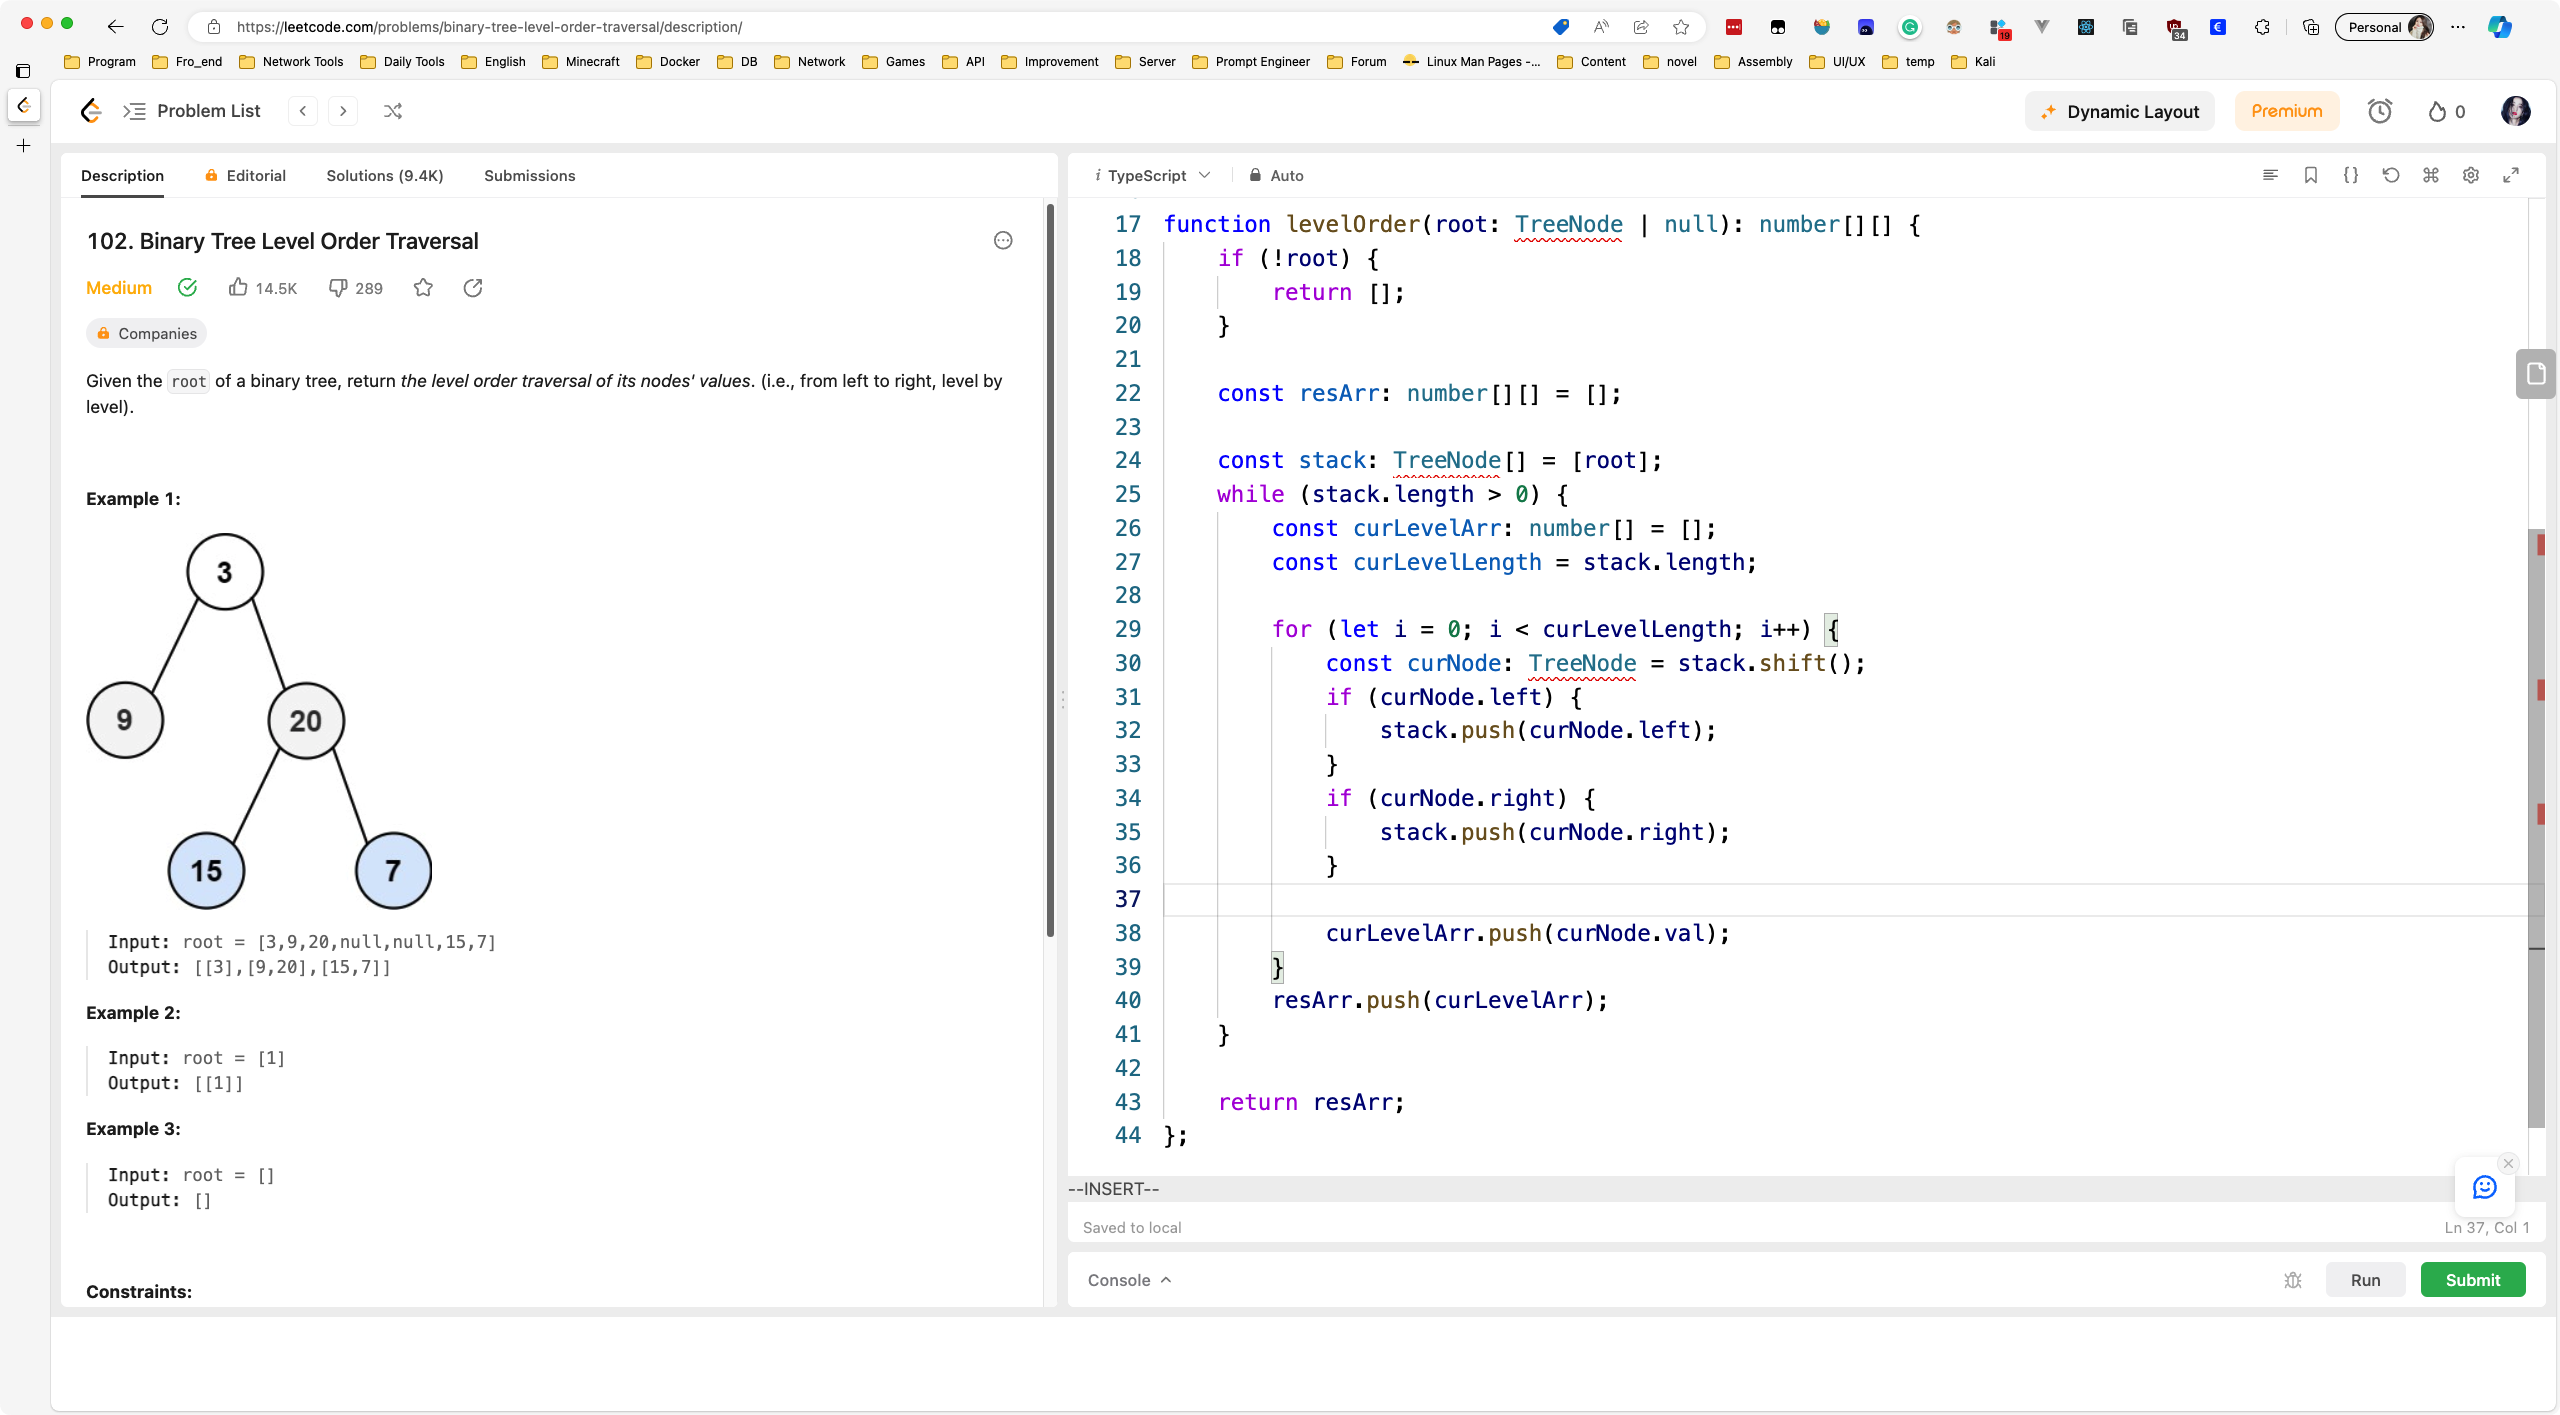 https://leetcode.com/problems/binary-tree-level-order-traversal/description/
19
34
Personal
Program
Fro_end
Network Tools
Daily Tools
English
Minecraft
Docker
DB
Network
Games
API
Improvement
Server
Prompt Engineer
Forum
Linux Man Pages -...
Content
novel
Assembly
UI/UX
temp
Kali
Problem List
Dynamic Layout
Premium
0
Description
Editorial
Solutions (9.4K)
Submissions
102. Binary Tree Level Order Traversal
Medium
14.5K
289
Companies
Given the root of a binary tree, return the level order traversal of its nodes' values. (i.e., from left to right, level by
level).
Example 1:
3
9
20
15
7
Input: root = [3,9,20,null,null,15,7]
Output: [[3],[9,20],[15,7]]
Example 2:
Input: root = [1]
Output: [[1]]
Example 3:
Input: root = []
Output: []
Constraints:
i TypeScript
Auto
17 function levelOrder(root: TreeNode | null): number[][] {
18 if (!root) {
19 return [];
20 }
21
22 const resArr: number[][] = [];
23
24 const stack: TreeNode[] = [root];
25 while (stack.length > 0) {
26 const curLevelArr: number[] = [];
27 const curLevelLength = stack.length;
28
29 for (let i = 0; i < curLevelLength; i++) {
30 const curNode: TreeNode = stack.shift();
31 if (curNode.left) {
32 stack.push(curNode.left);
33 }
34 if (curNode.right) {
35 stack.push(curNode.right);
36 }
37
38 curLevelArr.push(curNode.val);
39 }
40 resArr.push(curLevelArr);
41 }
42
43 return resArr;
44 };
--INSERT--
Saved to local
Ln 37, Col 1
Console
Run
Submit